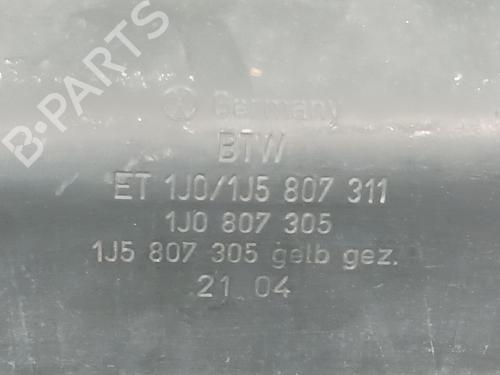 B·PARTS
Germany
BTW
ET 1J0/1J5 807 311
1J0 807 305
1J5 807 305 gelb gez.
21 04